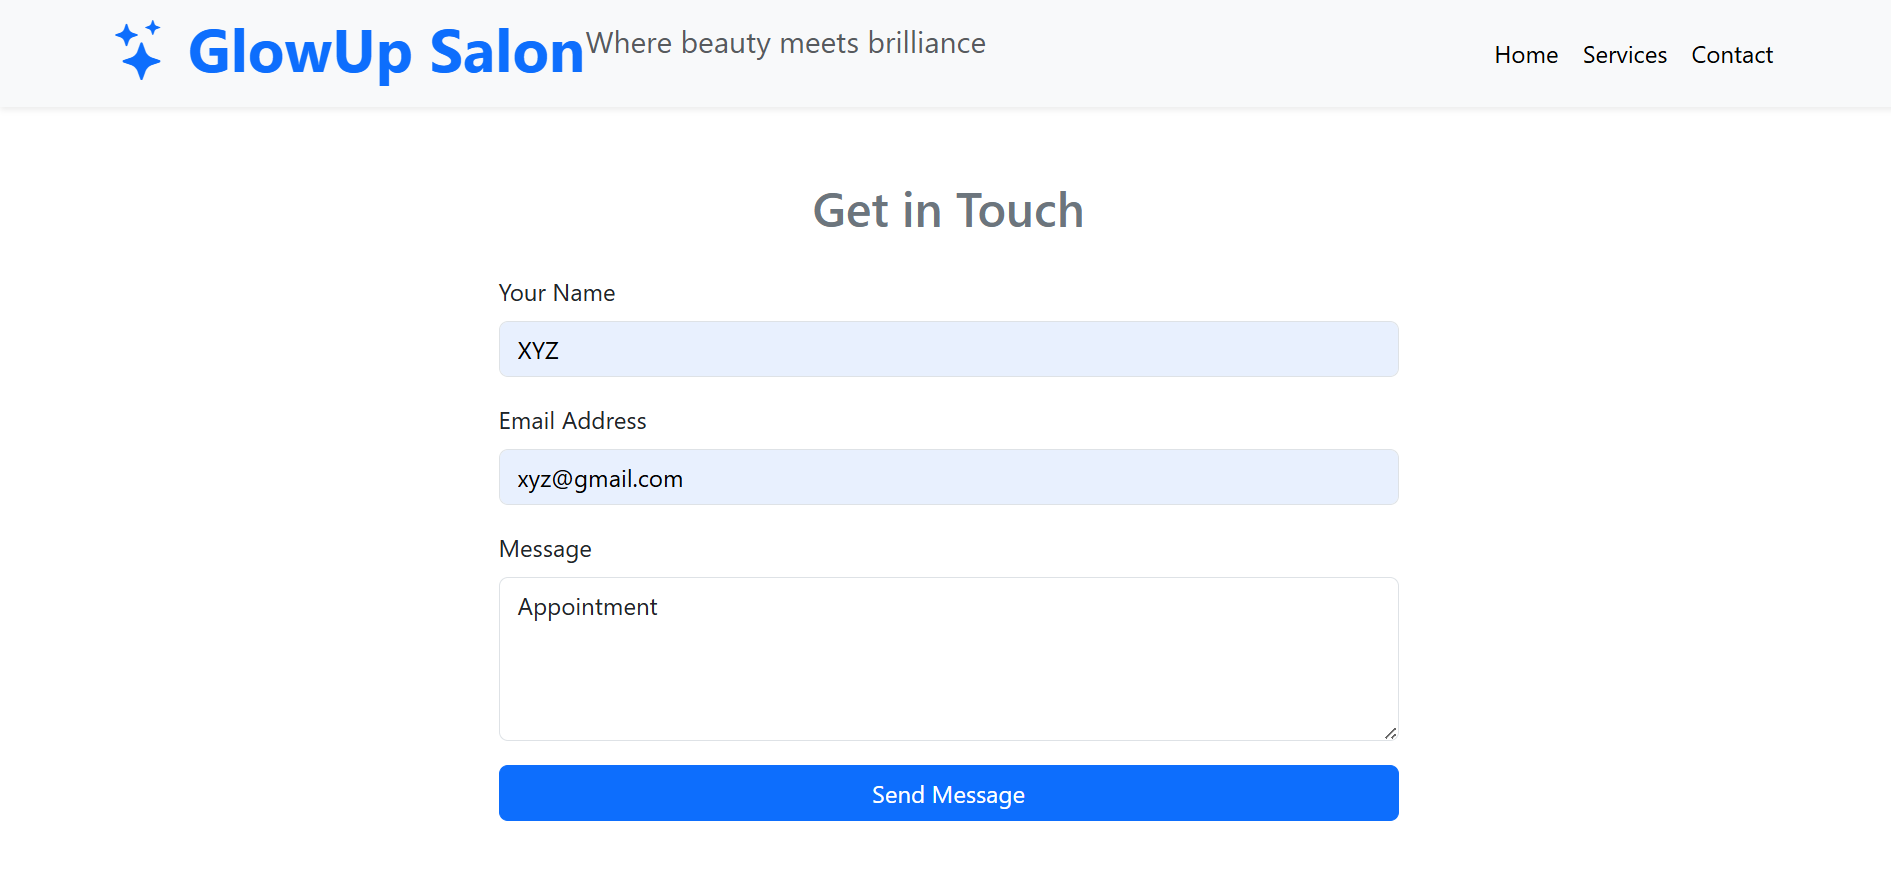 GlowUp Salon Where beauty meets brilliance Home Services Contact
Get in Touch
Your Name
XYZ
Email Address
xyz@gmail.com
Message
Appointment
Send Message